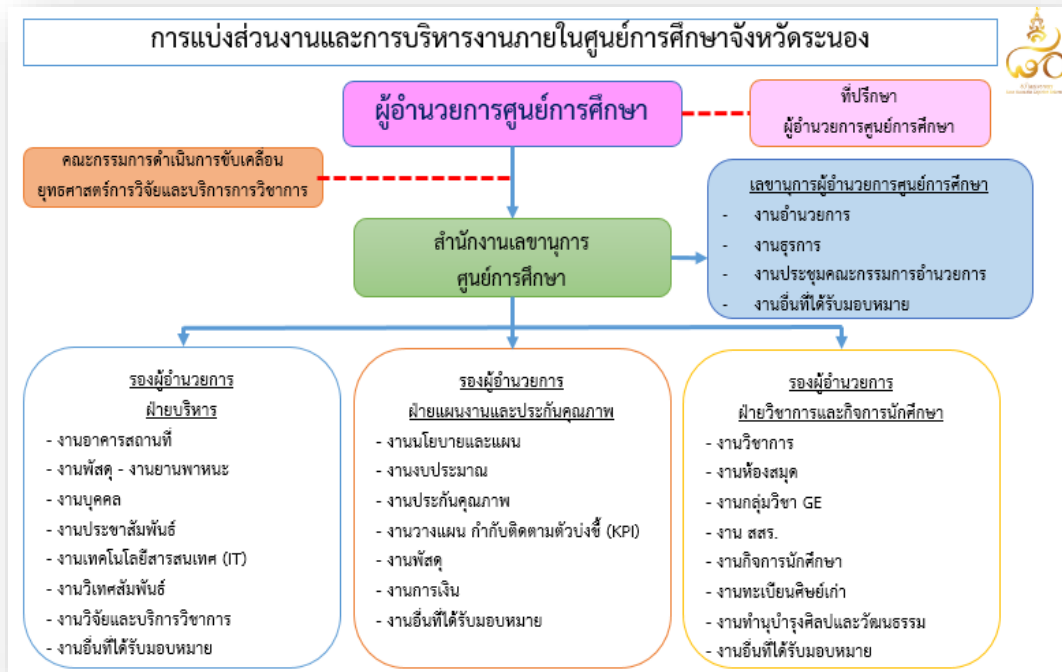 การแบ่งส่วนงานและการบริหารงานภายในศูนย์การศึกษาจังหวัดระนอง
ผู้อำนวยการศูนย์การศึกษา
ที่ปรึกษา
ผู้อำนวยการศูนย์การศึกษา
คณะกรรมการดำเนินการขับเคลื่อน
ยุทธศาสตร์การวิจัยและบริการการวิชาการ
เลขานุการผู้อำนวยการศูนย์การศึกษา
- งานอำนวยการ
- งานธุรการ
- งานประชุมคณะกรรมการอำนวยการ
- งานอื่นที่ได้รับมอบหมาย
สำนักงานเลขานุการ
ศูนย์การศึกษา
รองผู้อำนวยการ
ฝ่ายบริหาร
- งานอาคารสถานที่
- งานพัสดุ - งานยานพาหนะ
- งานบุคคล
- งานประชาสัมพันธ์
- งานเทคโนโลยีสารสนเทศ (IT)
- งานวิเทศสัมพันธ์
- งานวิจัยและบริการวิชาการ
- งานอื่นที่ได้รับมอบหมาย
รองผู้อำนวยการ
ฝ่ายแผนงานและประกันคุณภาพ
- งานนโยบายและแผน
- งานงบประมาณ
- งานประกันคุณภาพ
- งานวางแผน กำกับติดตามตัวบ่งชี้ (KPI)
- งานพัสดุ
- งานการเงิน
- งานอื่นที่ได้รับมอบหมาย
รองผู้อำนวยการ
ฝ่ายวิชาการและกิจการนักศึกษา
- งานวิชาการ
- งานห้องสมุด
- งานกลุ่มวิชา GE
- งาน สสร.
- งานกิจการนักศึกษา
- งานทะเบียนศิษย์เก่า
- งานทำนุบำรุงศิลปและวัฒนธรรม
- งานอื่นที่ได้รับมอบหมาย